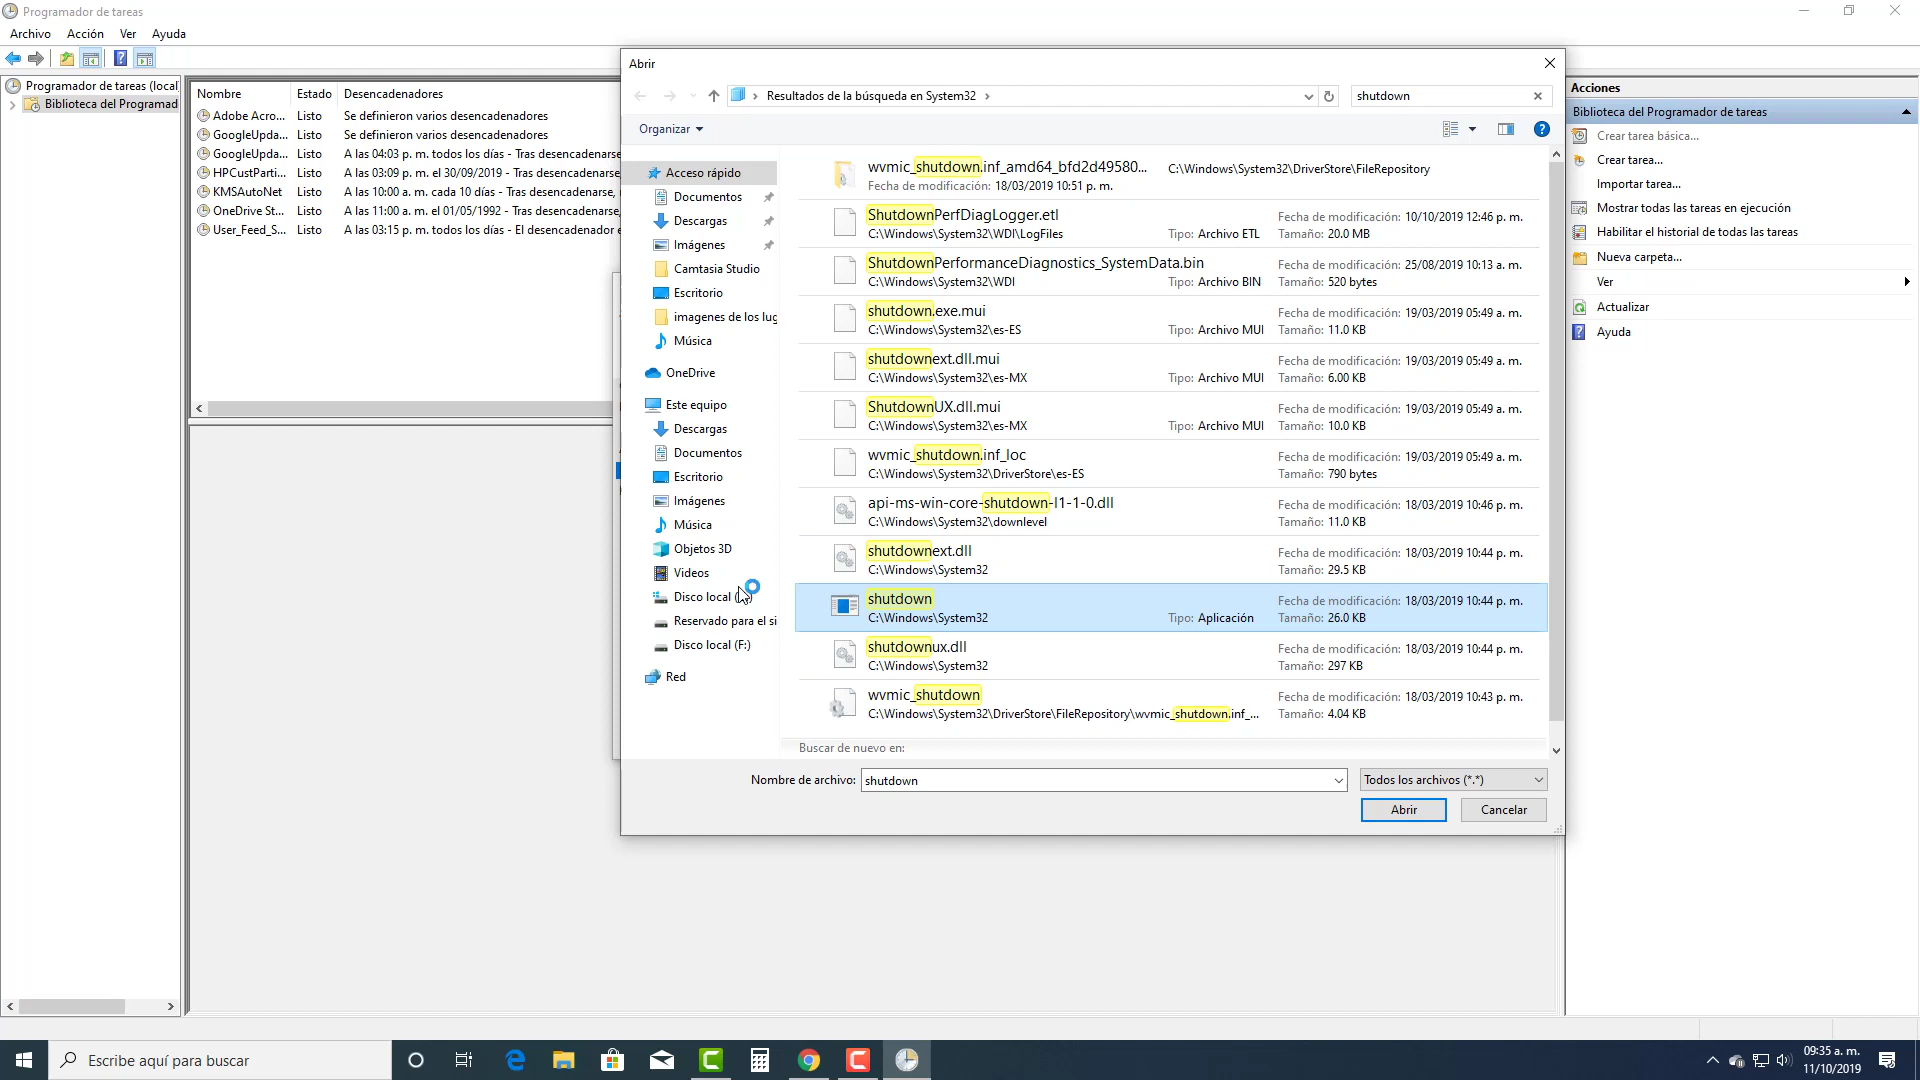 Programador de tareas
Archivo Acción Ver Ayuda
Programador de tareas (local
Biblioteca del Programad
Nombre Estado Desencadenadores
Adobe Acro... Listo Se definieron varios desencadenadores
GoogleUpda... Listo Se definieron varios desencadenadores
GoogleUpda... Listo A las 04:03 p. m. todos los días - Tras desencadenarse
HPCustParti... Listo A las 03:09 p. m. el 30/09/2019 - Tras desencadenarse
KMSAutoNet Listo A las 10:00 a. m. cada 10 días - Tras desencadenarse,
OneDrive St... Listo A las 11:00 a. m. el 01/05/1992 - Tras desencadenarse,
User_Feed_S... Listo A las 03:15 p. m. todos los días - El desencadenador e
Abrir
Resultados de la búsqueda en System32
shutdown
Organizar
Acceso rápido
Documentos
Descargas
Imágenes
Camtasia Studio
Escritorio
imagenes de los lug
Música
OneDrive
Este equipo
Descargas
Documentos
Escritorio
Imágenes
Música
Objetos 3D
Videos
Disco local
Reservado para el si
Disco local (F:)
Red
wvmic_shutdown.inf_amd64_bfd2d49580... C:\Windows\System32\DriverStore\FileRepository
Fecha de modificación: 18/03/2019 10:51 p. m.
ShutdownPerfDiagLogger.etl Fecha de modificación: 10/10/2019 12:46 p. m.
C:\Windows\System32\WDI\LogFiles Tipo: Archivo ETL Tamaño: 20.0 MB
ShutdownPerformanceDiagnostics_SystemData.bin Fecha de modificación: 25/08/2019 10:13 a. m.
C:\Windows\System32\WDI Tipo: Archivo BIN Tamaño: 520 bytes
shutdown.exe.mui Fecha de modificación: 19/03/2019 05:49 a. m.
C:\Windows\System32\es-ES Tipo: Archivo MUI Tamaño: 11.0 KB
shutdownext.dll.mui Fecha de modificación: 19/03/2019 05:49 a. m.
C:\Windows\System32\es-MX Tipo: Archivo MUI Tamaño: 6.00 KB
ShutdownUX.dll.mui Fecha de modificación: 19/03/2019 05:49 a. m.
C:\Windows\System32\es-MX Tipo: Archivo MUI Tamaño: 10.0 KB
wvmic_shutdown.inf_loc Fecha de modificación: 19/03/2019 05:49 a. m.
C:\Windows\System32\DriverStore\es-ES Tamaño: 790 bytes
api-ms-win-core-shutdown-l1-1-0.dll Fecha de modificación: 18/03/2019 10:46 p. m.
C:\Windows\System32\downlevel Tamaño: 11.0 KB
shutdownext.dll Fecha de modificación: 18/03/2019 10:44 p. m.
C:\Windows\System32 Tamaño: 29.5 KB
shutdown Fecha de modificación: 18/03/2019 10:44 p. m.
C:\Windows\System32 Tipo: Aplicación Tamaño: 26.0 KB
shutdownux.dll Fecha de modificación: 18/03/2019 10:44 p. m.
C:\Windows\System32 Tamaño: 297 KB
wvmic_shutdown Fecha de modificación: 18/03/2019 10:43 p. m.
C:\Windows\System32\DriverStore\FileRepository\wvmic_shutdown.inf_... Tamaño: 4.04 KB
Buscar de nuevo en:
Nombre de archivo: shutdown Todos los archivos (*.*)
Abrir Cancelar
Acciones
Biblioteca del Programador de tareas
Crear tarea básica...
Crear tarea...
Importar tarea...
Mostrar todas las tareas en ejecución
Habilitar el historial de todas las tareas
Nueva carpeta...
Ver
Actualizar
Ayuda
Escribe aquí para buscar
09:35 a. m.
11/10/2019